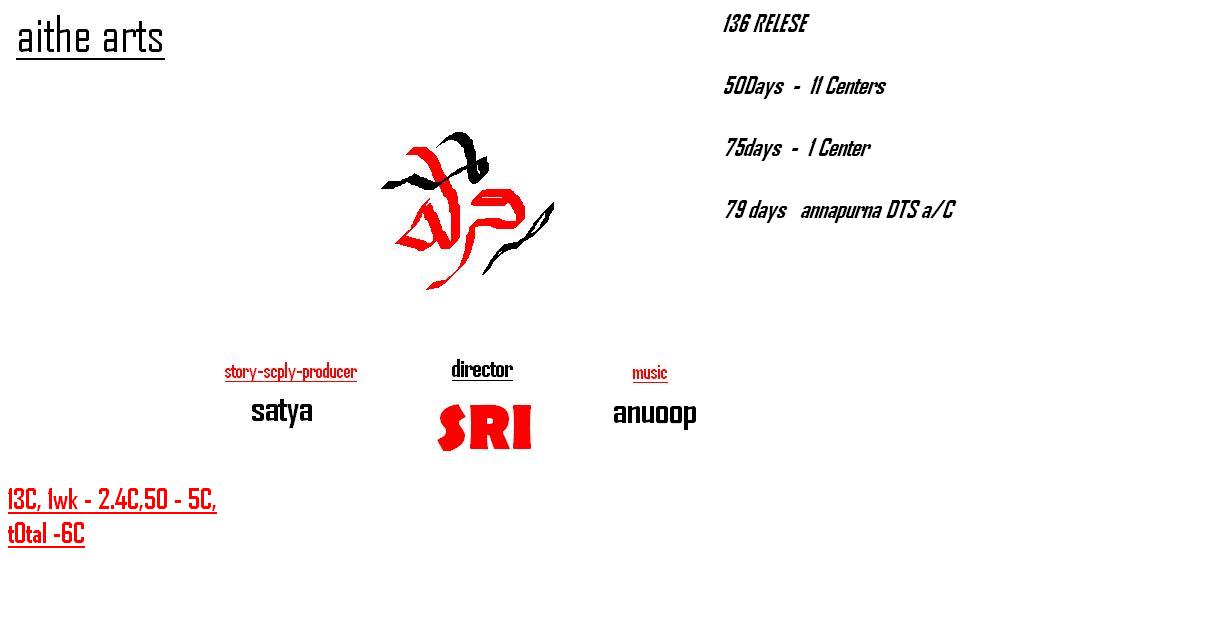 aithe arts
136 RELESE
50Days - 11 Centers
75days - 1 Center
79 days annapurna DTS a/C
story-scply-producer
satya
director
SRI
music
anuoop
13C, 1wk - 2.4C,50 - 5C,
t0tal -6C